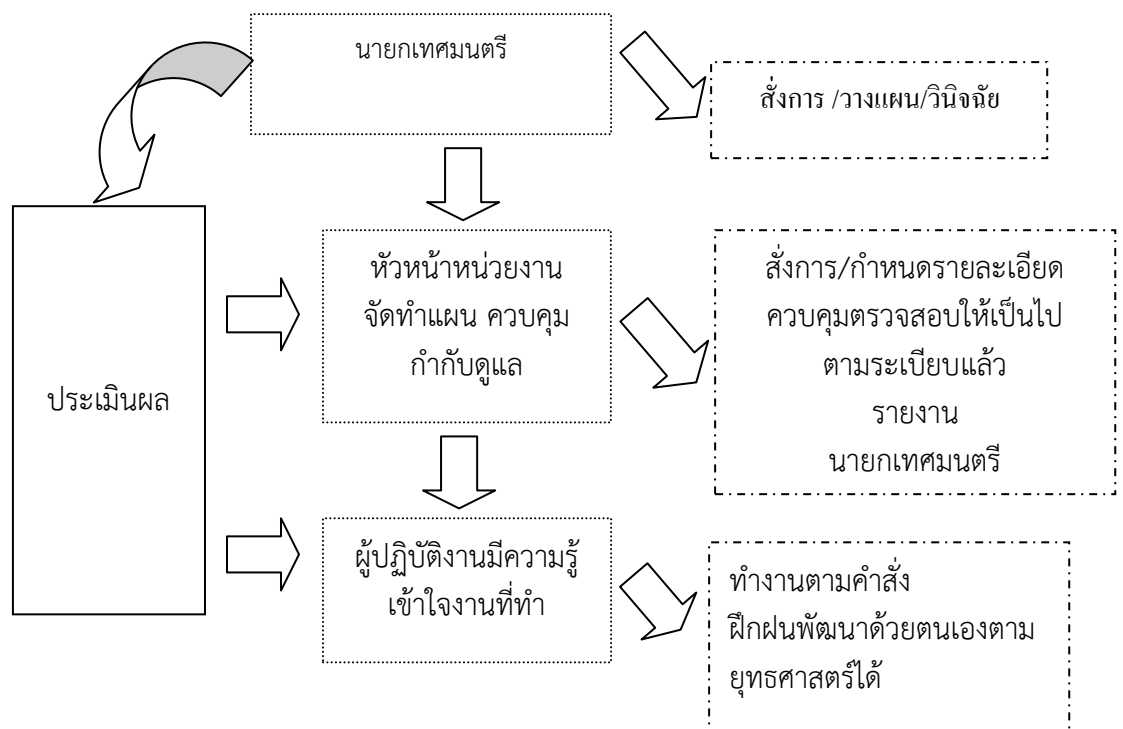 นายกเทศมนตรี
สั่งการ /วางแผน/วินิจฉัย
หัวหน้าหน่วยงาน
จัดทำแผน ควบคุม
กำกับดูแล
สั่งการ/กำหนดรายละเอียด
ควบคุมตรวจสอบให้เป็นไป
ตามระเบียบแล้ว
รายงาน
นายกเทศมนตรี
ประเมินผล
ผู้ปฏิบัติงานมีความรู้
เข้าใจงานที่ทำ
ทำงานตามคำสั่ง
ฝึกฝนพัฒนาด้วยตนเองตาม
ยุทธศาสตร์ได้